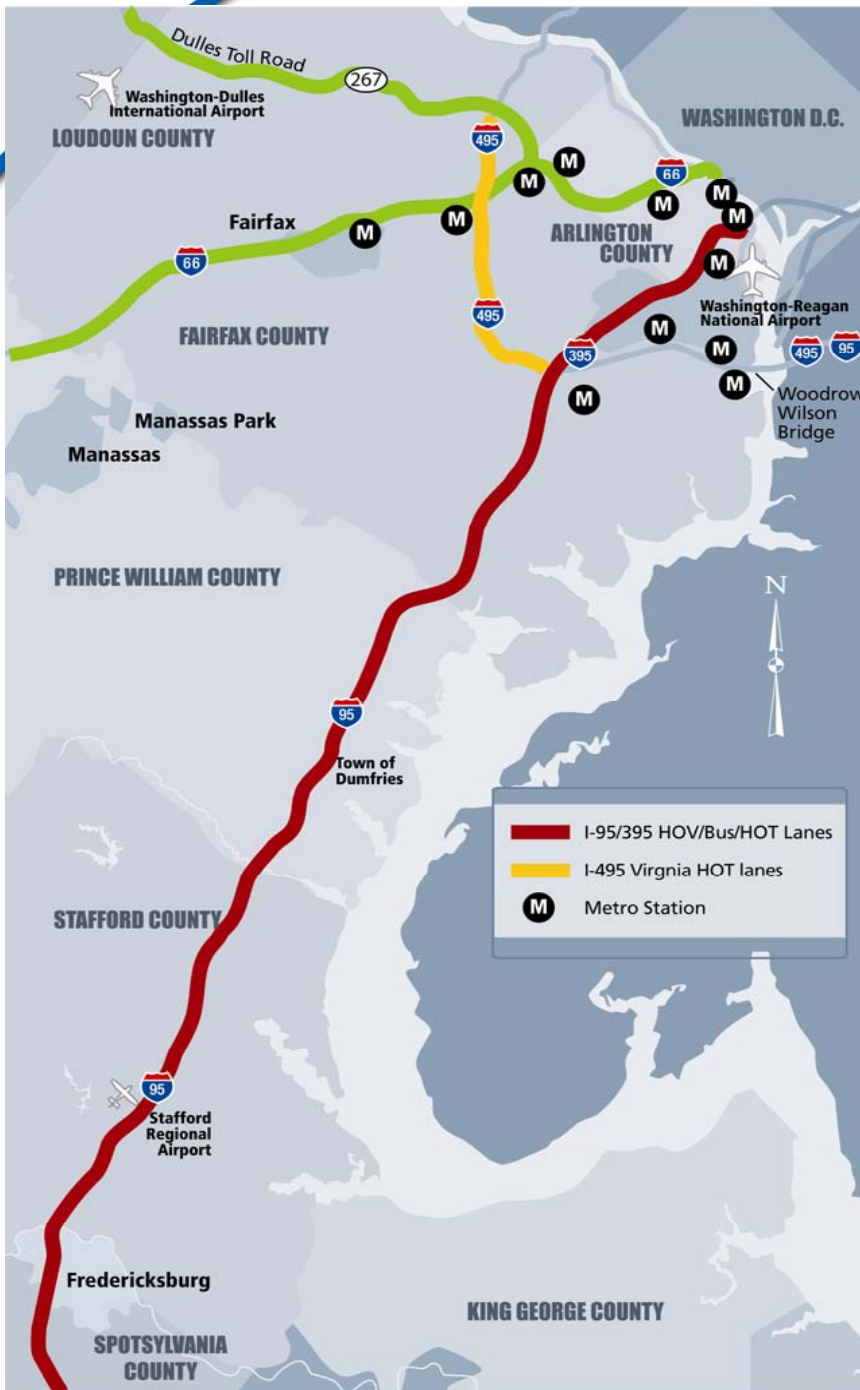 Dulles Toll Road
267
Washington-Dulles
International Airport
LOUDOUN COUNTY
WASHINGTON D.C.
495
M
M
66
M
M
M
M
Fairfax
M
M
ARLINGTON
COUNTY
66
M
Washington-Reagan
National Airport
495
FAIRFAX COUNTY
M
395
M
495
95
M
M
Woodrow
Wilson
Bridge
Manassas Park
Manassas
PRINCE WILLIAM COUNTY
N
95
Town of
Dumfries
I-95/395 HOV/Bus/HOT Lanes
I-495 Virgnia HOT lanes
M
Metro Station
STAFFORD COUNTY
95
Stafford
Regional
Airport
Fredericksburg
KING GEORGE COUNTY
SPOTSYLVANIA
COUNTY